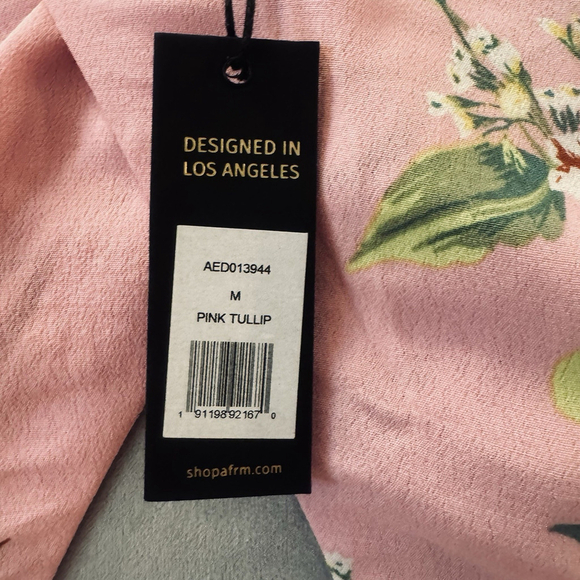 DESIGNED IN
LOS ANGELES
AED013944
M
PINK TULLIP
1 91198 92167 0
shopafrm.com